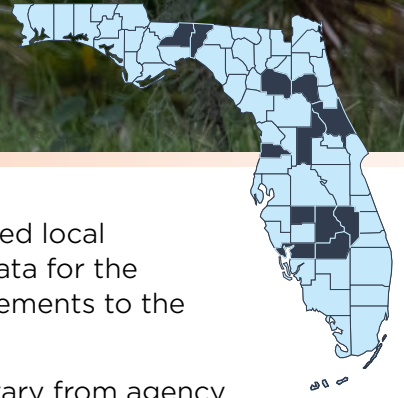 ed local
ata for the
ements to the
ary from agency